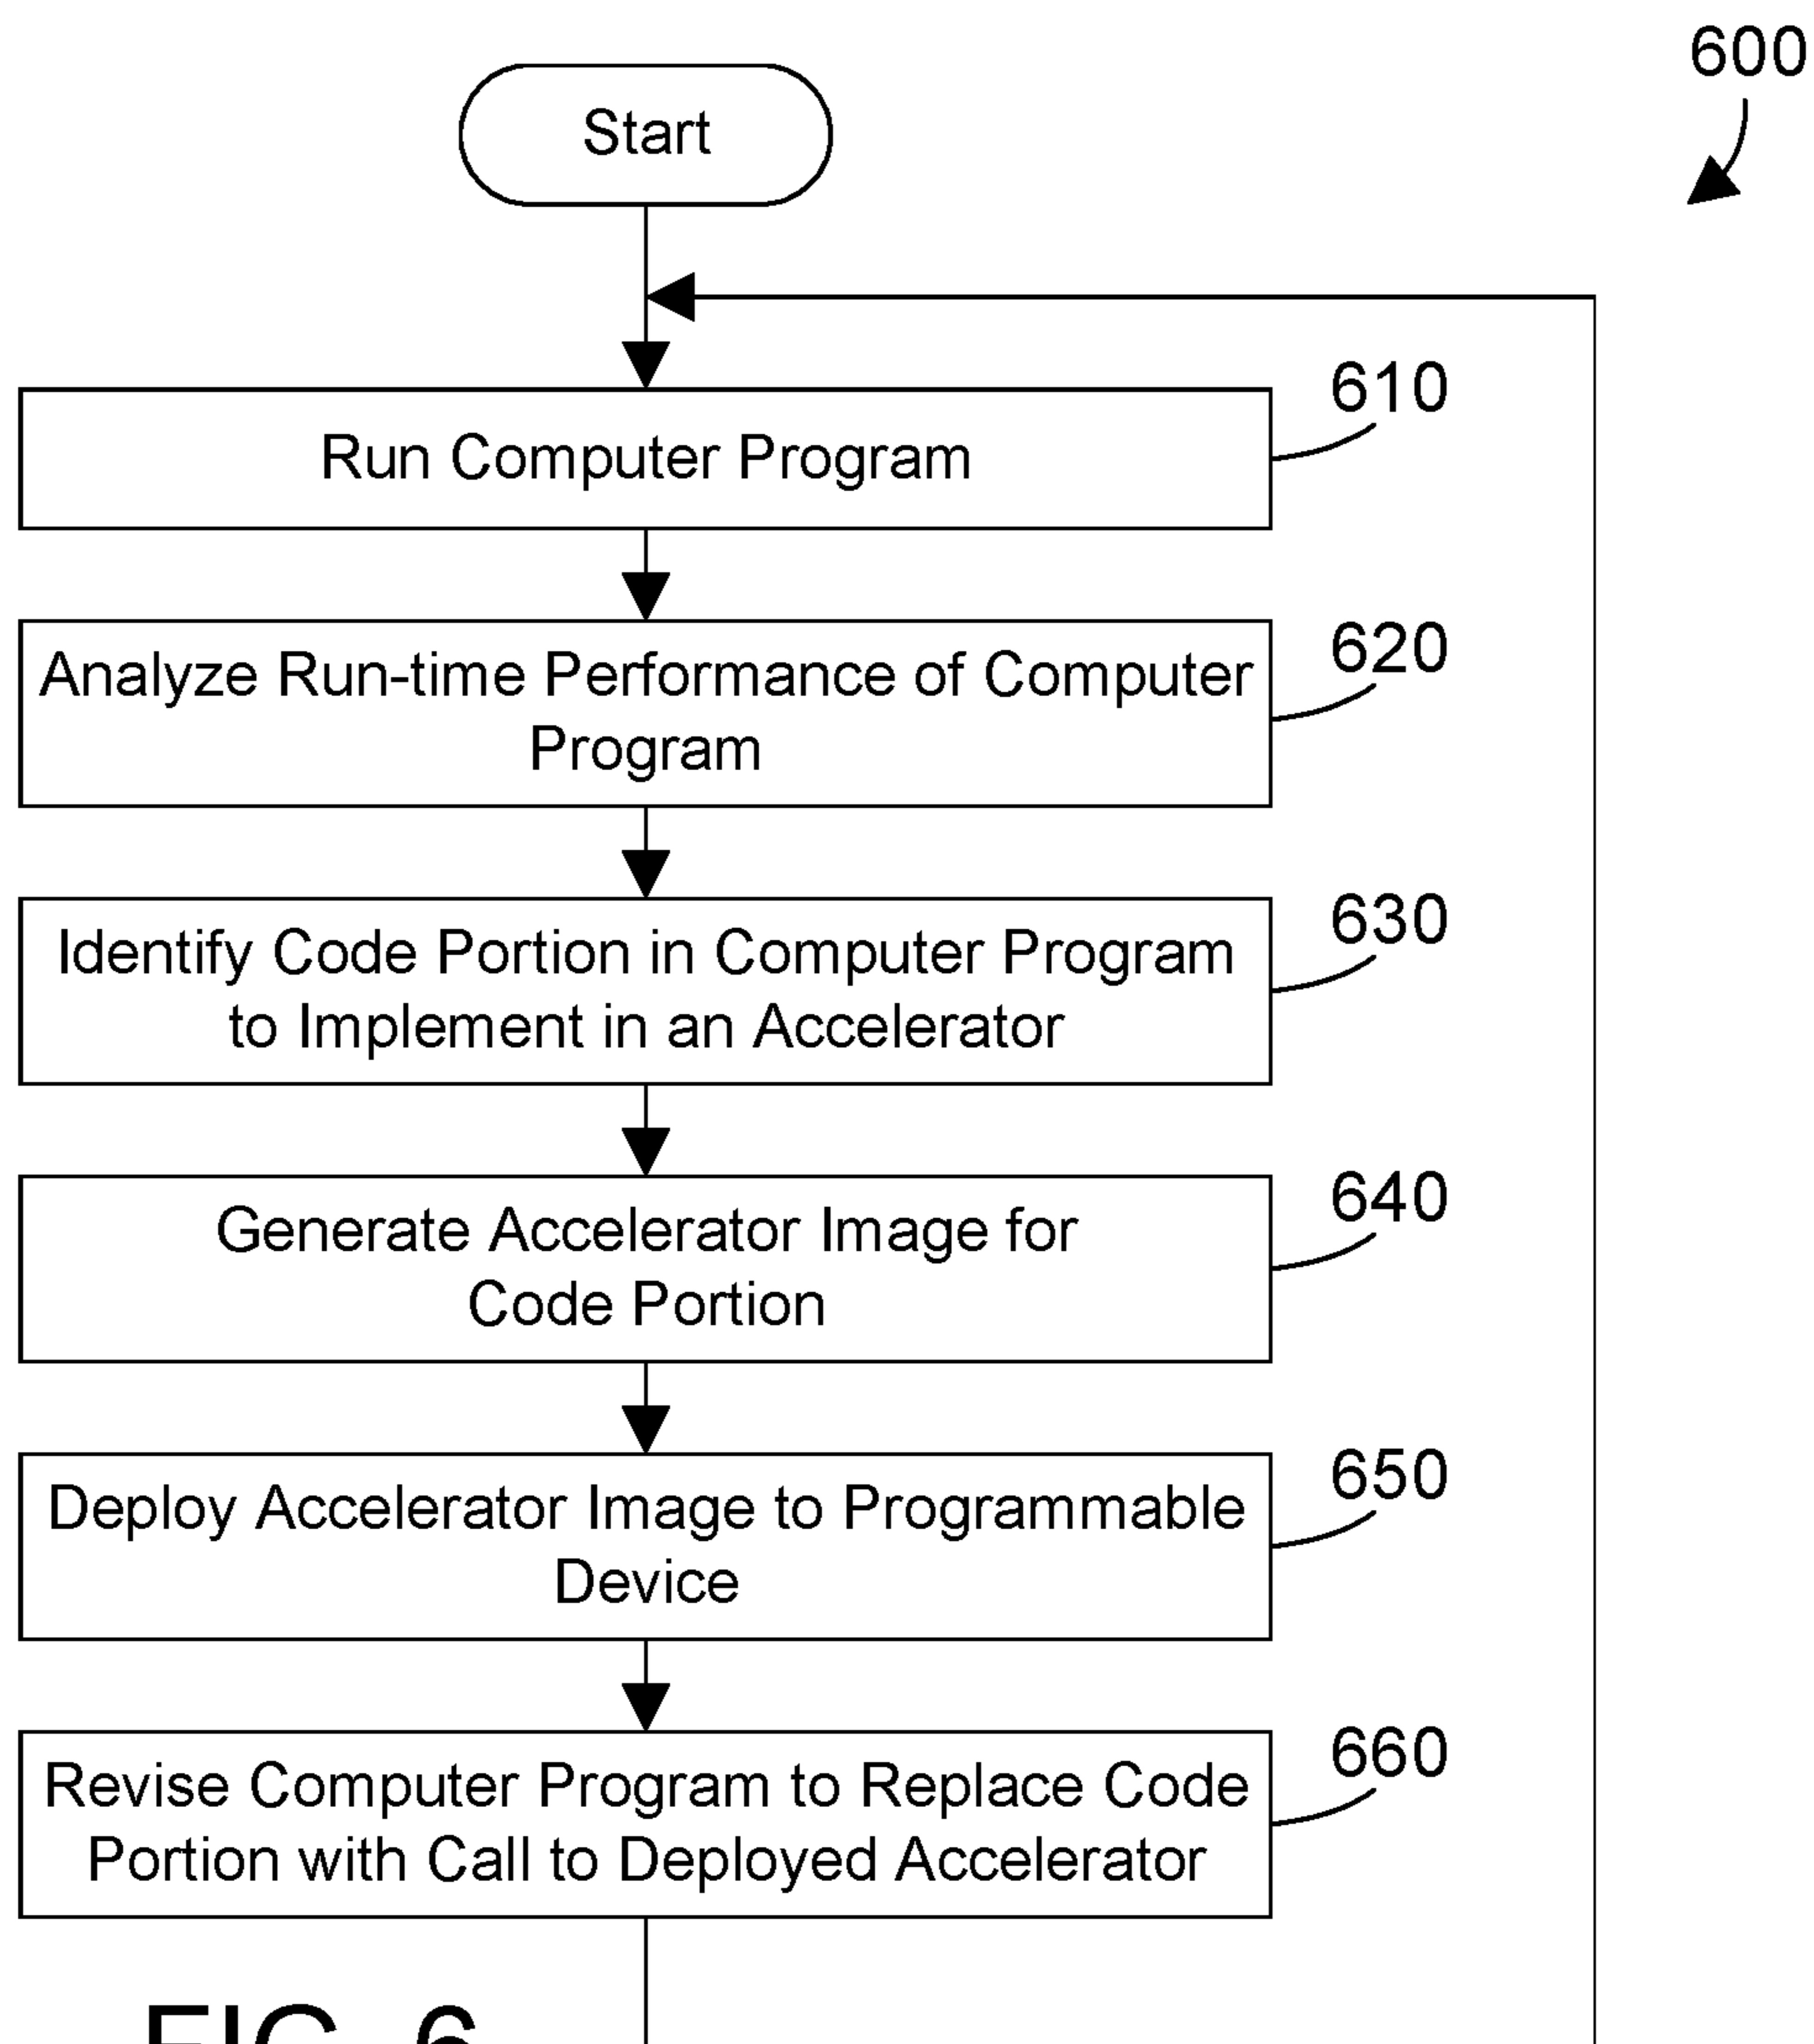 600
Start
610
Run Computer Program
620
Analyze Run-time Performance of Computer
Program
630
Identify Code Portion in Computer Program
to Implement in an Accelerator
640
Generate Accelerator Image for
Code Portion
650
Deploy Accelerator Image to Programmable
Device
660
Revise Computer Program to Replace Code
Portion with Call to Deployed Accelerator
FIG. 6